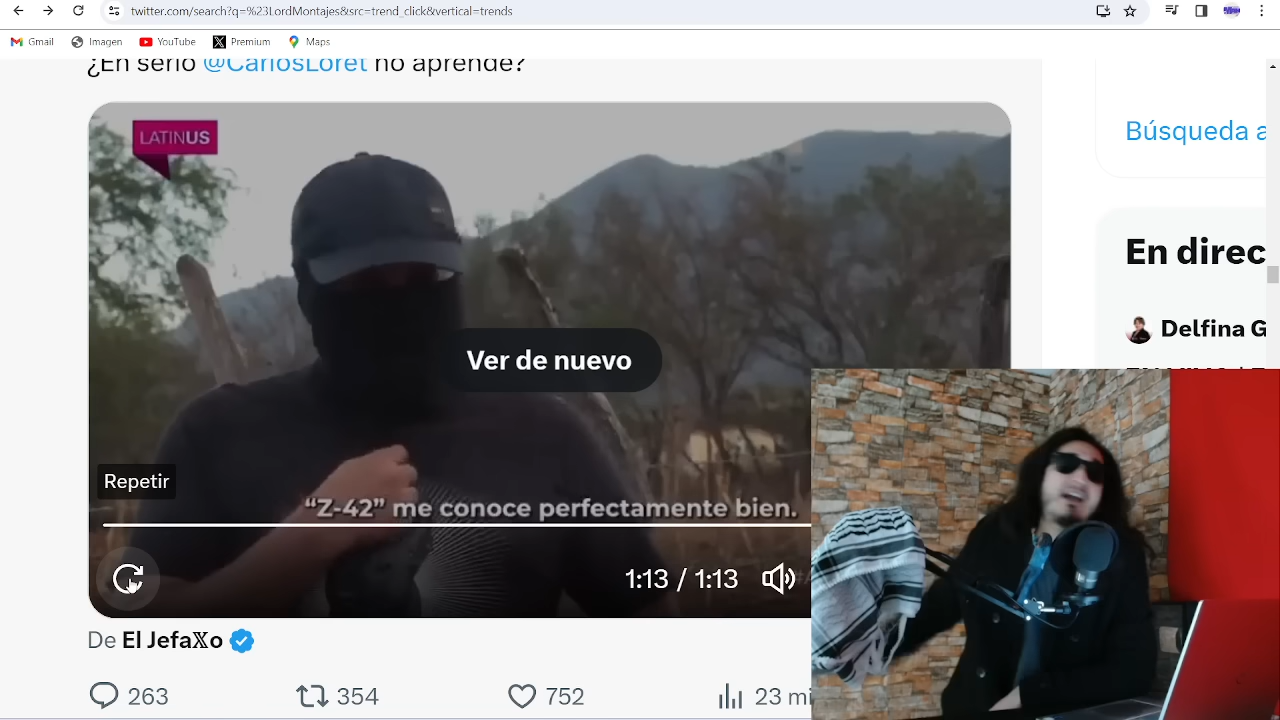 twitter.com/search?q=%23LordMontajes&src=trend_click&vertical=trends
Gmail Imagen YouTube Premium Maps
¿En serio @CarlosLoret no aprende?
LATINUS
Búsqueda a
En direc
Delfina G
Ver de nuevo
Repetir
“Z-42” me conoce perfectamente bien.
1:13 / 1:13
De El Jefa𝕏o
263 354 752 23 mi